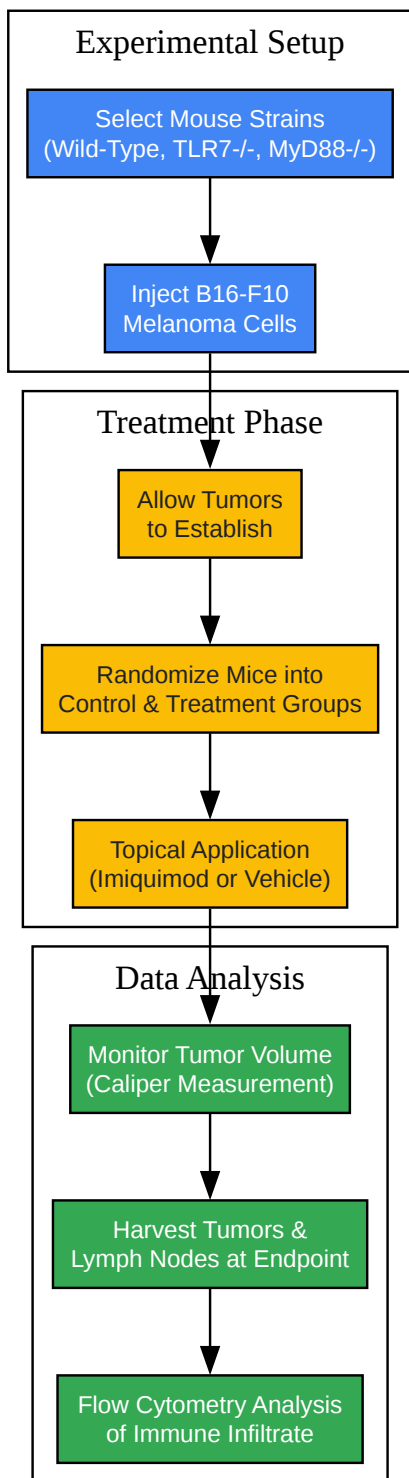 Experimental Setup
Select Mouse Strains
(Wild-Type, TLR7-/-, MyD88-/-)
Inject B16-F10
Melanoma Cells
Treatment Phase
Allow Tumors
to Establish
Randomize Mice into
Control & Treatment Groups
Topical Application
(Imiquimod or Vehicle)
Data Analysis
Monitor Tumor Volume
(Caliper Measurement)
Harvest Tumors &
Lymph Nodes at Endpoint
Flow Cytometry Analysis
of Immune Infiltrate